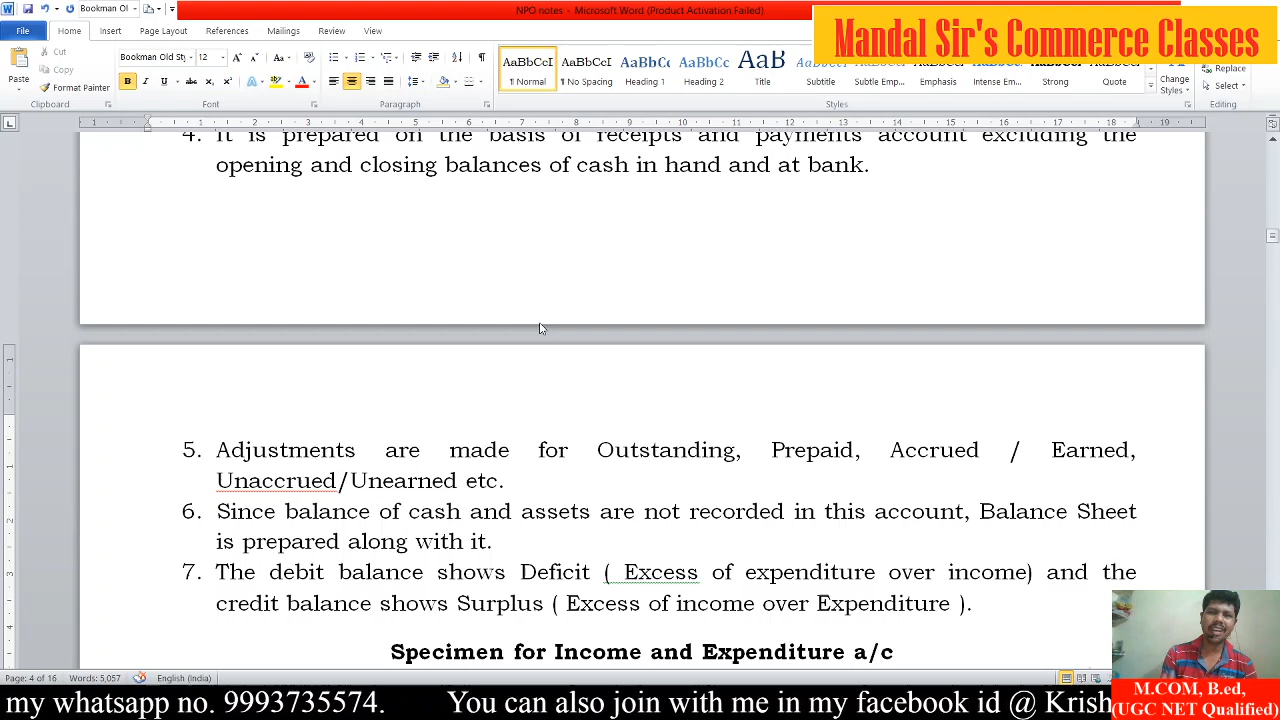 NPO notes - Microsoft Word (Product Activation Failed)
Mandal Sir's Commerce Classes
File Home Insert Page Layout References Mailings Review View
Paste
Cut
Copy
Format Painter
Clipboard
Bookman Old St 12
Font
Paragraph
AaBbCcI Normal
AaBbCcI No Spacing
AaBbC Heading 1
AaBbCc Heading 2
AaB Title
Subtitle
Subtle Emp...
Emphasis
Intense Em...
Strong
Quote
Styles
Change Styles
Replace
Select
Editing
4. It is prepared on the basis of receipts and payments account excluding the
opening and closing balances of cash in hand and at bank.
5. Adjustments are made for Outstanding, Prepaid, Accrued / Earned,
Unaccrued/Unearned etc.
6. Since balance of cash and assets are not recorded in this account, Balance Sheet
is prepared along with it.
7. The debit balance shows Deficit ( Excess of expenditure over income) and the
credit balance shows Surplus ( Excess of income over Expenditure ).
Specimen for Income and Expenditure a/c
Page: 4 of 16 Words: 5,057 English (India)
M.COM, B.ed,
(UGC NET Qualified)
my whatsapp no. 9993735574. You can also join with me in my facebook id @ Krish